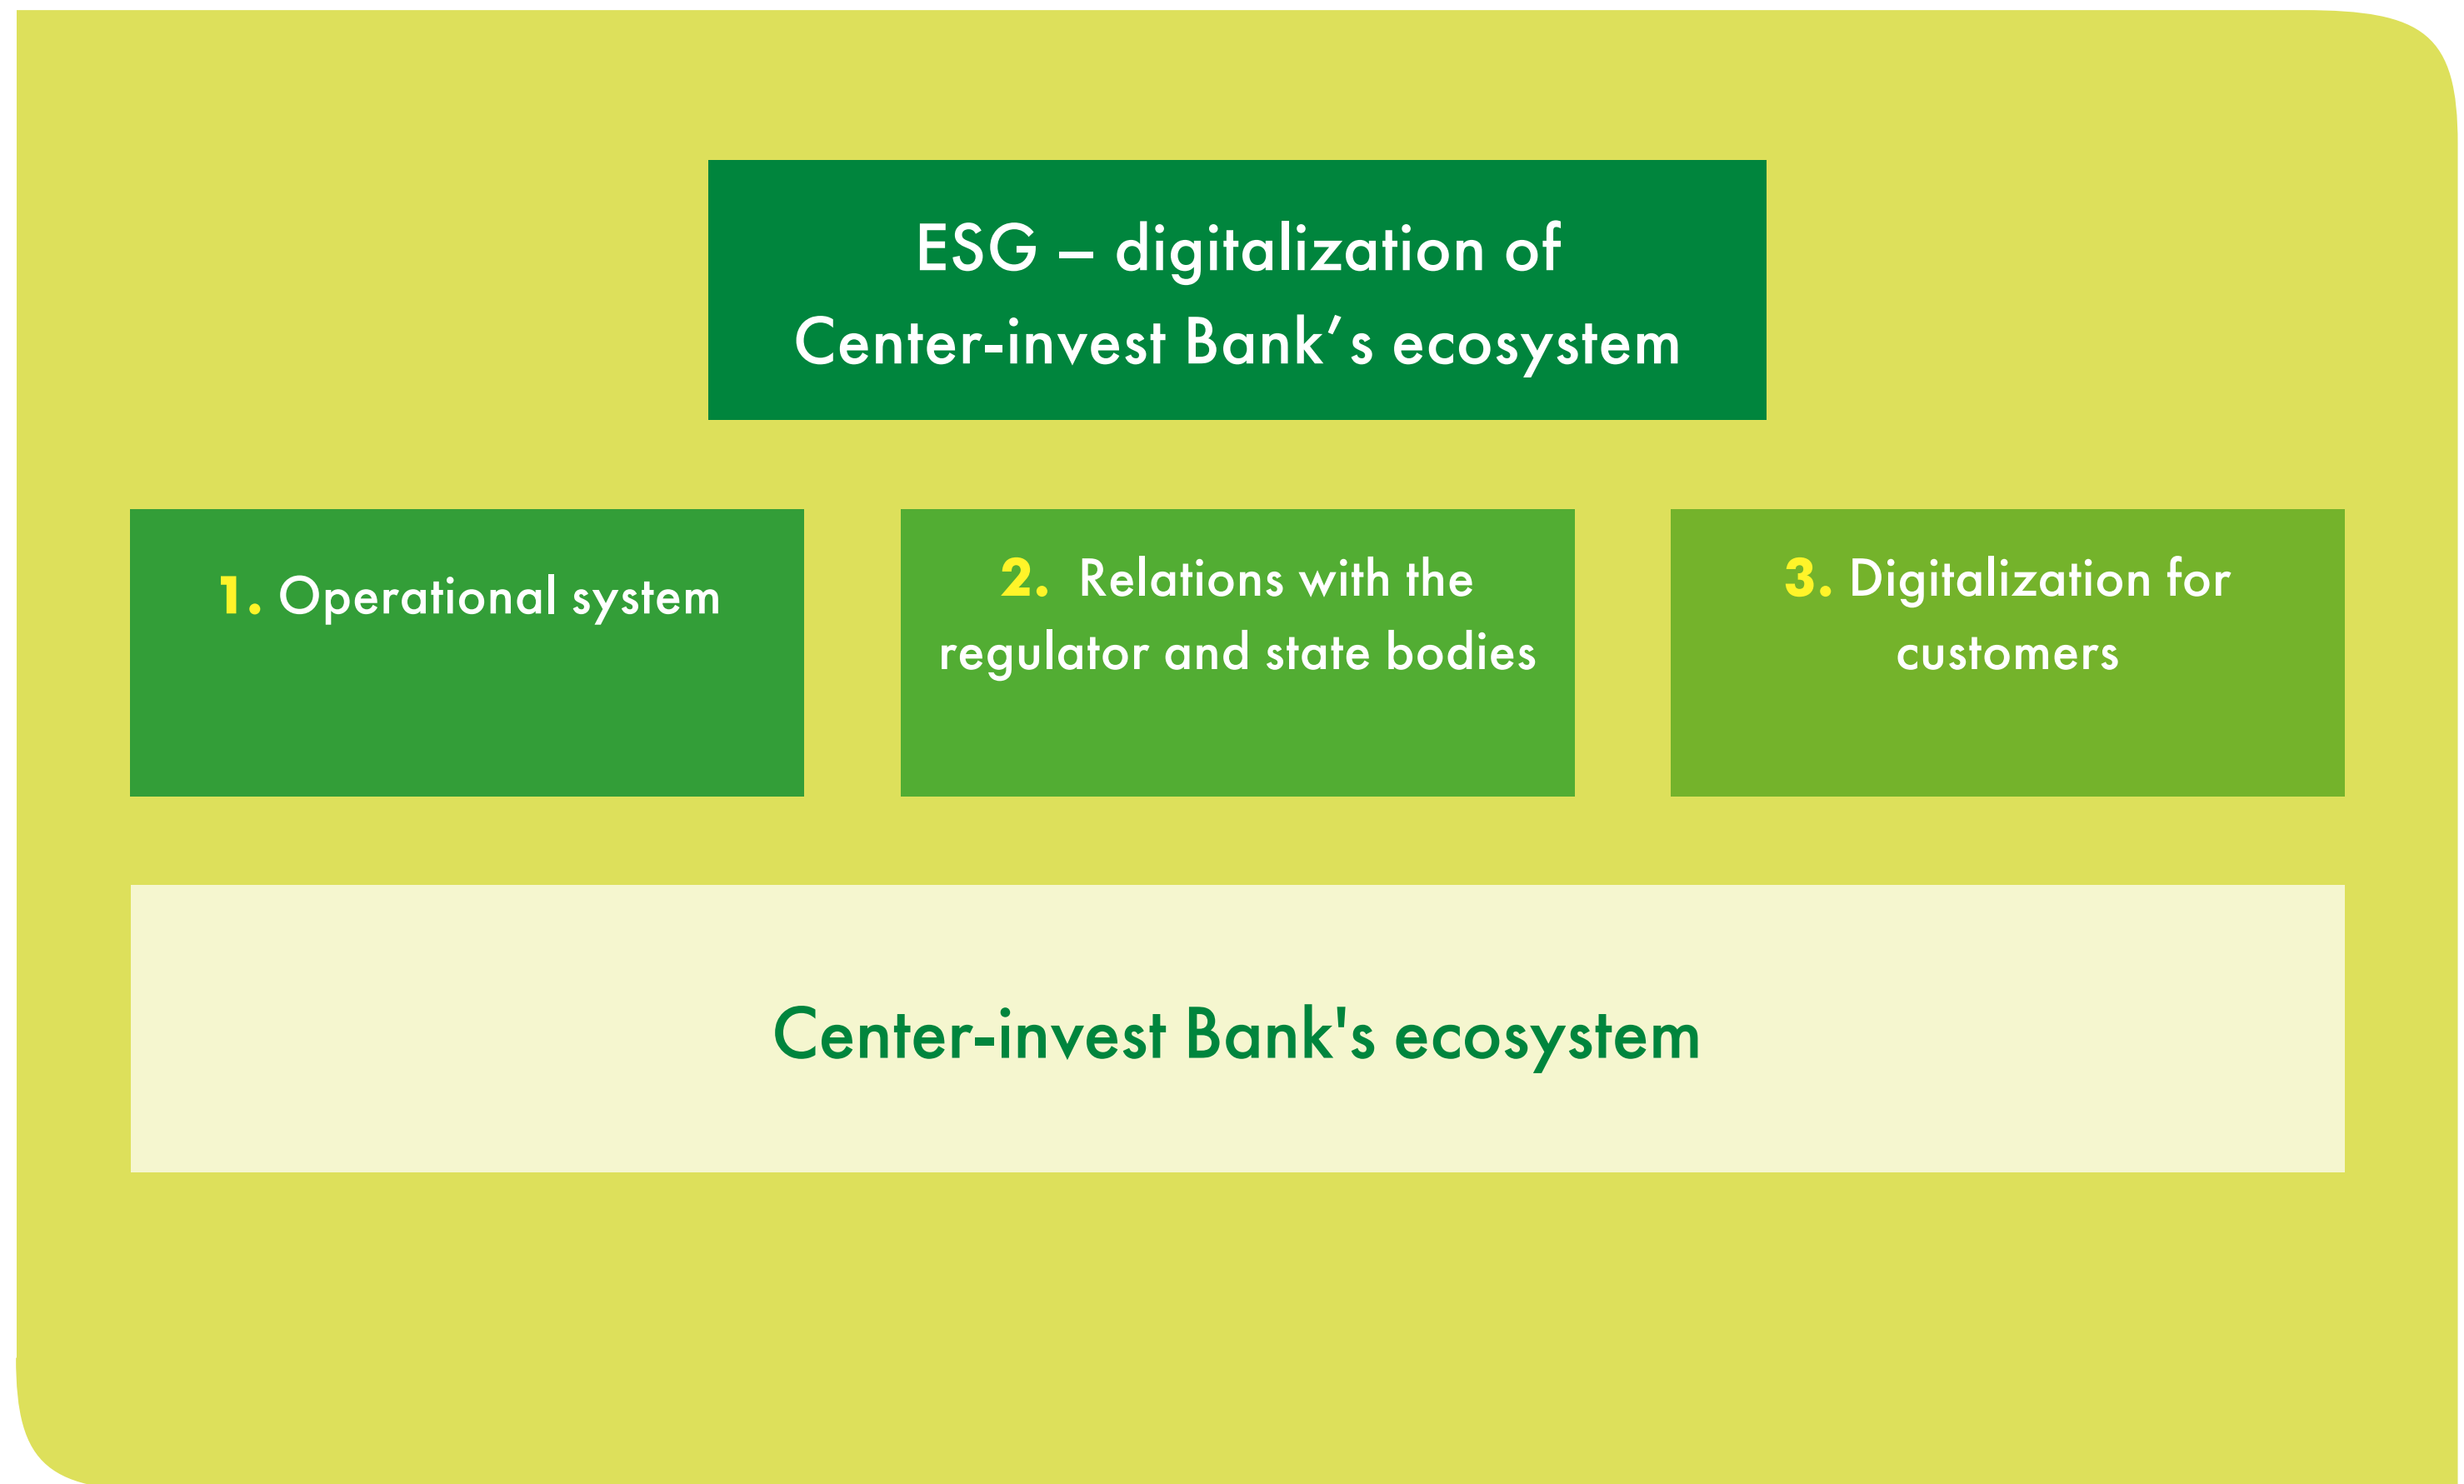 ESG – digitalization of
Center-invest Bank’s ecosystem
1. Operational system
2. Relations with the
regulator and state bodies
3. Digitalization for
customers
Center-invest Bank's ecosystem